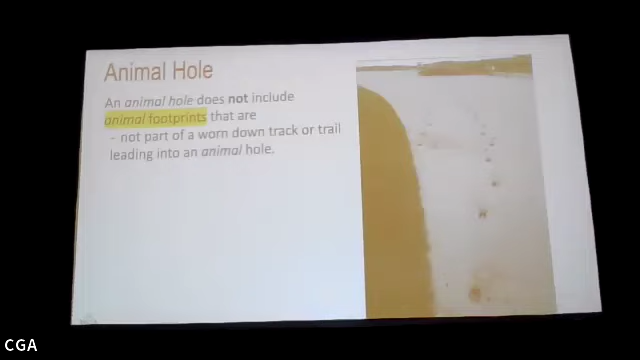 Animal Hole
An animal hole does not include
animal footprints that are
- not part of a worn down track or trail
leading into an animal hole.
CGA